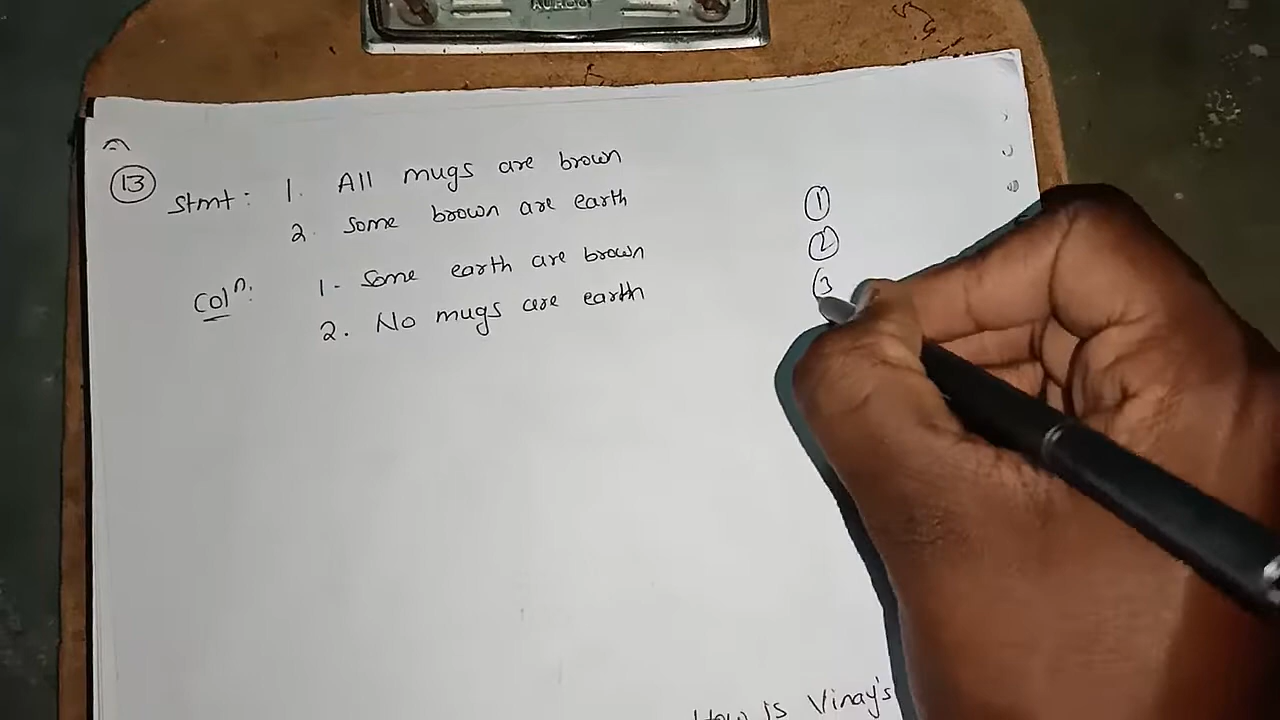 13
Stmt: 1. All mugs are brown
2. Some brown are earth
Colⁿ: 1- Some earth are brown
2. No mugs are earth
1
2
3
How is Vinay's